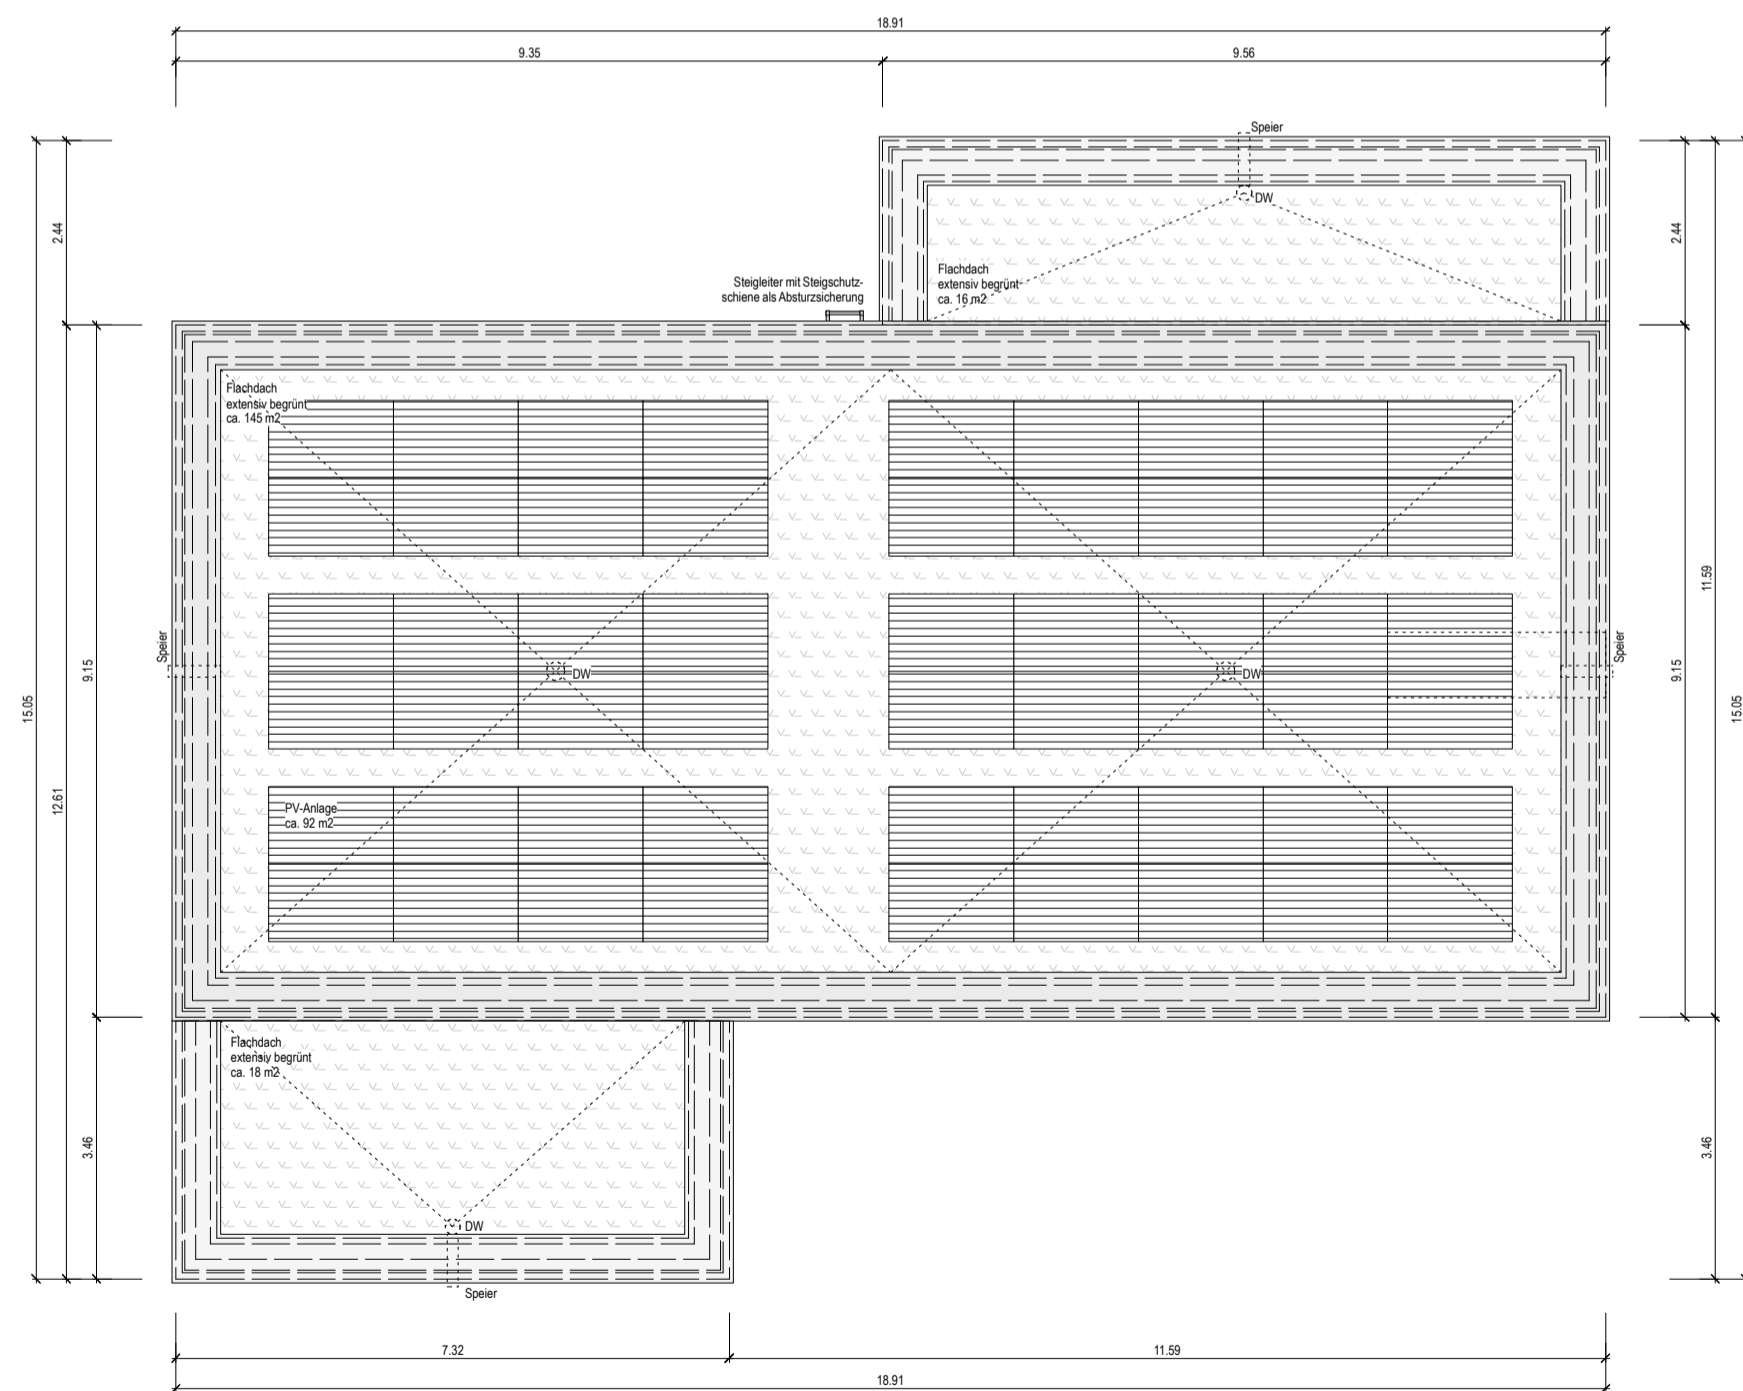 18.91
9.35
9.56
Speier
DW
2.44
2.44
Steigleiter mit Steigschutz-
schiene als Absturzsicherung
Flachdach
extensiv begrünt
ca. 16 m2
Flachdach
extensiv begrünt
ca. 145 m2
11.59
Speier
DW
DW
Speier
15.05
9.15
9.15
15.05
12.61
PV-Anlage
ca. 92 m2
Flachdach
extensiv begrünt
ca. 18 m2
3.46
3.46
DW
Speier
7.32
11.59
18.91